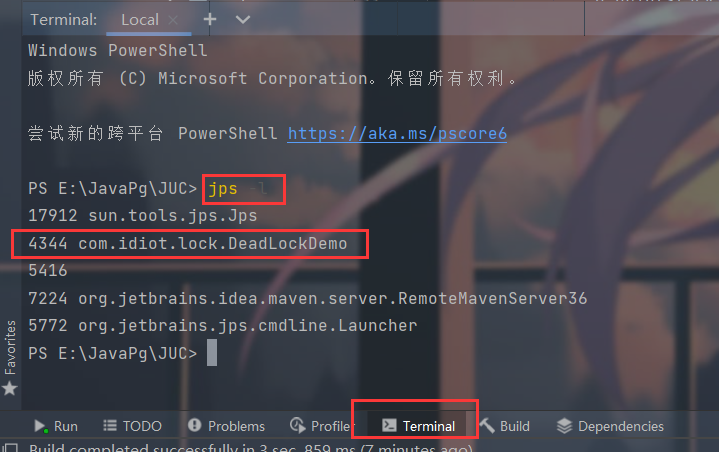 Terminal: Local × + ∨
Windows PowerShell
版权所有 (C) Microsoft Corporation。保留所有权利。
尝试新的跨平台 PowerShell https://aka.ms/pscore6
PS E:\JavaPg\JUC> jps -l
17912 sun.tools.jps.Jps
4344 com.idiot.lock.DeadLockDemo
5416
7224 org.jetbrains.idea.maven.server.RemoteMavenServer36
5772 org.jetbrains.jps.cmdline.Launcher
PS E:\JavaPg\JUC>
Favorites
Run TODO Problems Profiler Terminal Build Dependencies
Build completed successfully in 3 sec, 859 ms (7 minutes ago)